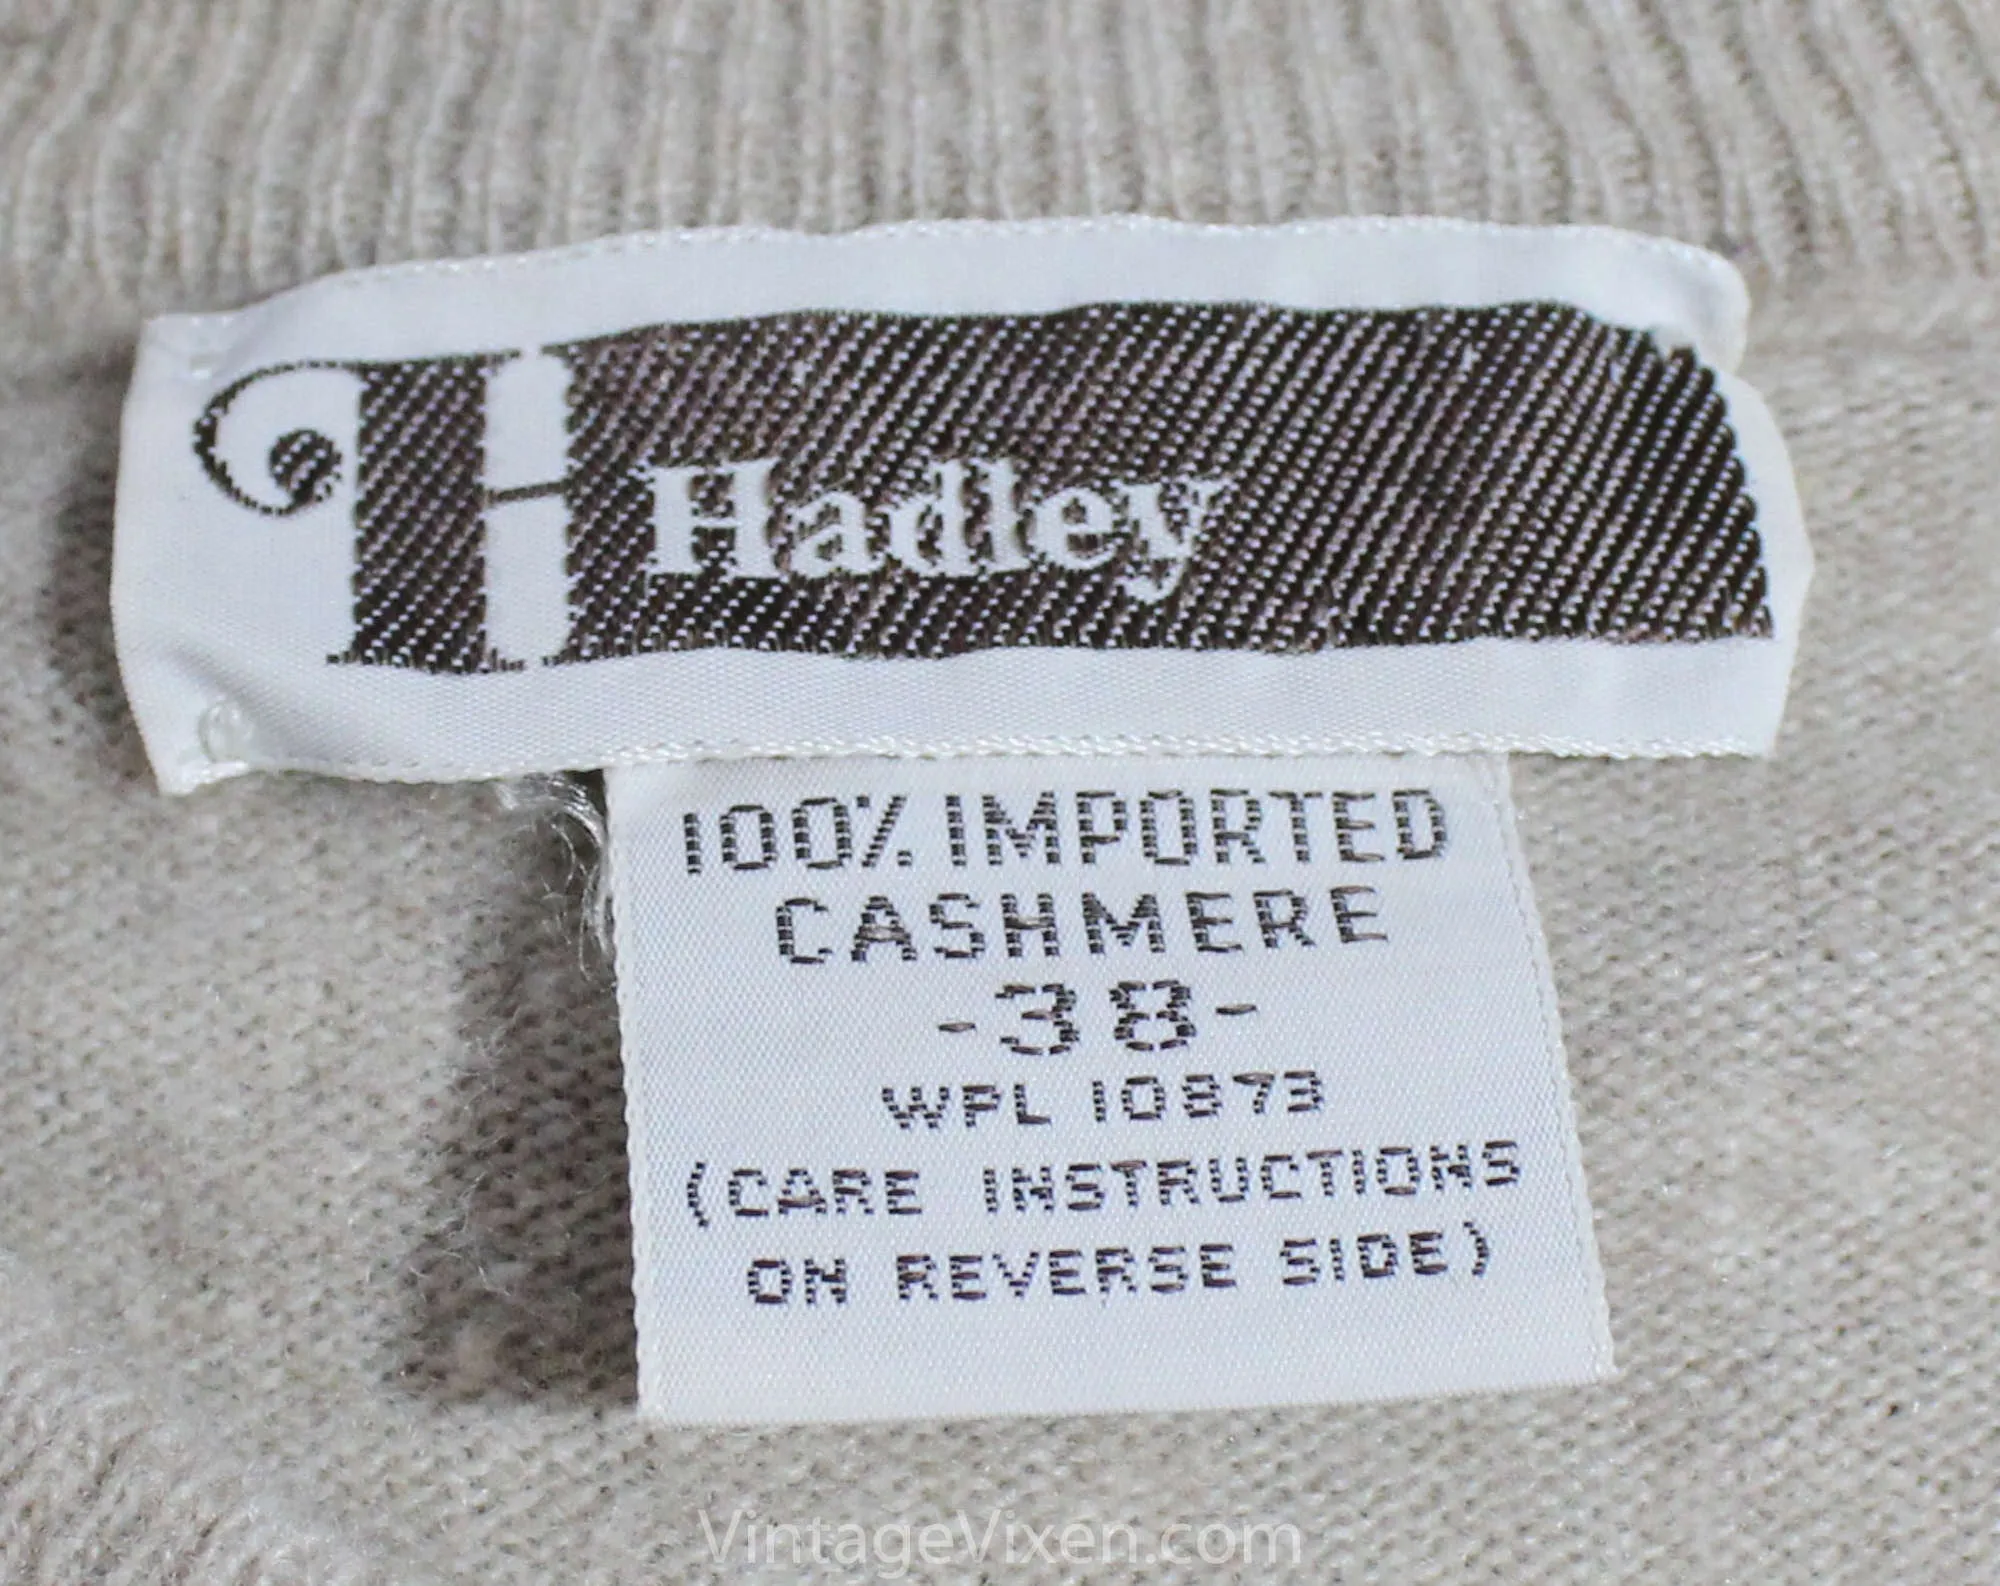 H Hadley
100% IMPORTED
CASHMERE
-38-
WPL 10873
(CARE INSTRUCTIONS
ON REVERSE SIDE)
VintageVixen.com